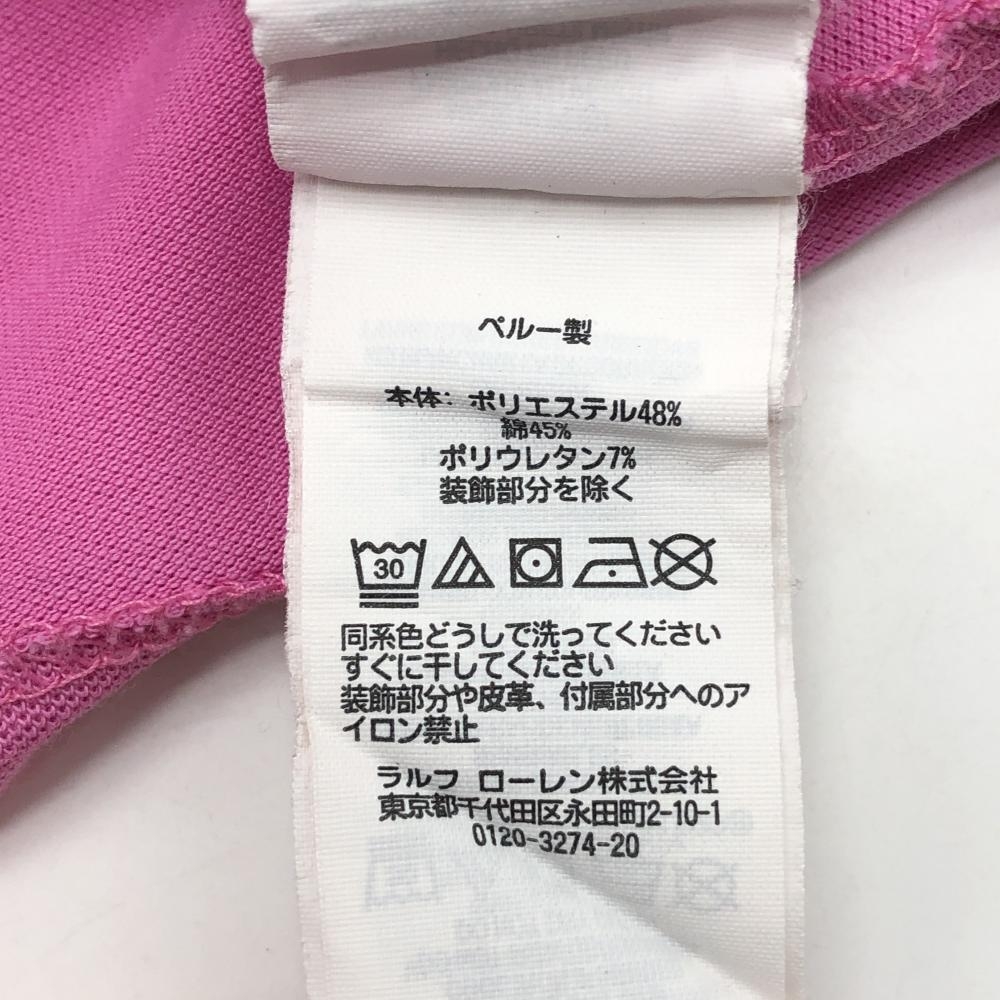 ペルー製
本体: ポリエステル48%
綿45%
ポリウレタン7%
装飾部分を除く
30
同系色どうしで洗ってください
すぐに干してください
装飾部分や皮革、付属部分へのア
イロン禁止
ラルフ ローレン株式会社
東京都千代田区永田町2-10-1
0120-3274-20